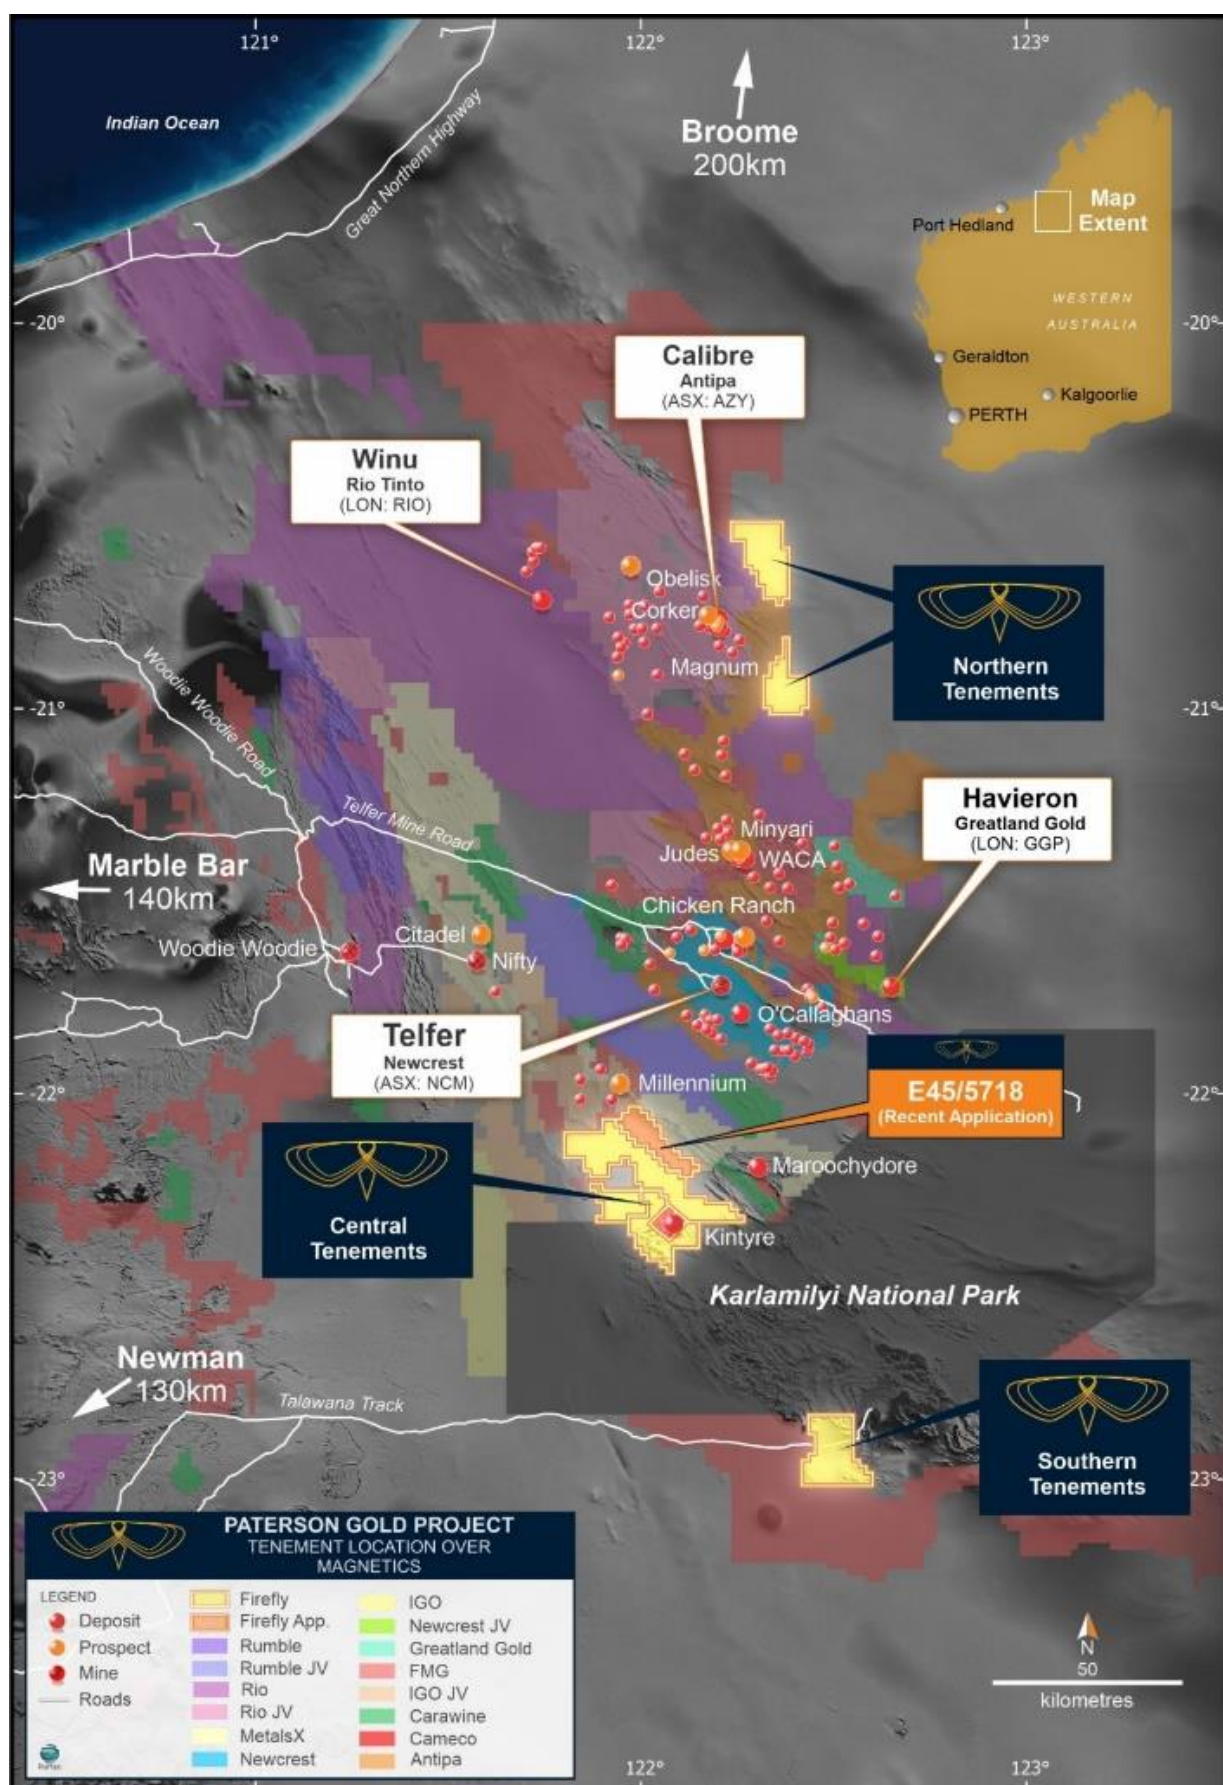 121°
122°
123°
Indian Ocean
Great Northern Highway
Broome
200km
Port Hedland
Map
Extent
WESTERN
AUSTRALIA
Geraldton
Kalgoorlie
PERTH
-20°
-20°
Calibre
Antipa
(ASX: AZY)
Winu
Rio Tinto
(LON: RIO)
Obelisk
Corker
Magnum
Northern
Tenements
Woodie Woodie Road
-21°
-21°
Telfer Mine Road
Havieron
Greatland Gold
(LON: GGP)
Minyari
Judes
WACA
Marble Bar
140km
Chicken Ranch
Woodie Woodie
Citadel
Nifty
Telfer
Newcrest
(ASX: NCM)
O'Callaghans
Millennium
E45/5718
(Recent Application)
-22°
-22°
Maroochydore
Central
Tenements
Kintyre
Karlamilyi National Park
Newman
130km
Talawana Track
Southern
Tenements
-23°
23°
PATERSON GOLD PROJECT
TENEMENT LOCATION OVER
MAGNETICS
LEGEND
Deposit
Prospect
Mine
Roads
Firefly
Firefly App.
Rumble
Rumble JV
Rio
Rio JV
MetalsX
Newcrest
IGO
Newcrest JV
Greatland Gold
FMG
IGO JV
Carawine
Cameco
Antipa
N
50
kilometres
122°
123°